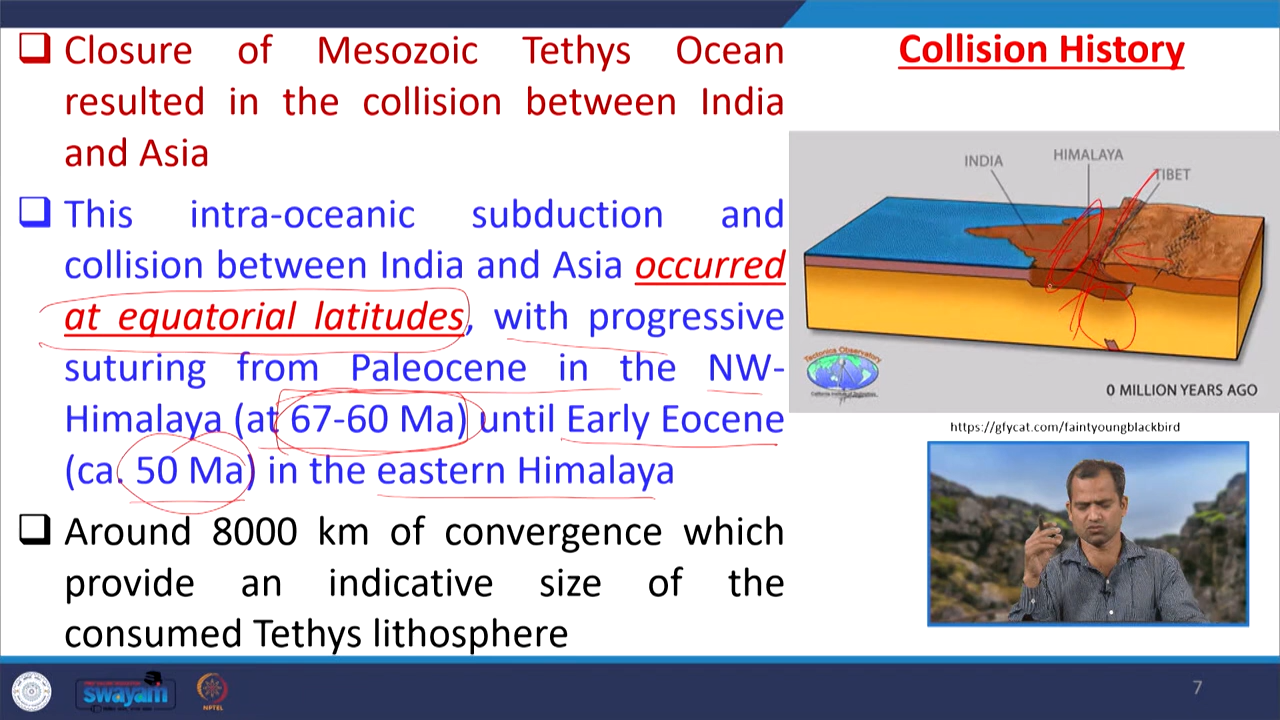 Collision History
❑ Closure of Mesozoic Tethys Ocean
resulted in the collision between India
and Asia
❑ This intra-oceanic subduction and
collision between India and Asia occurred
at equatorial latitudes, with progressive
suturing from Paleocene in the NW-
Himalaya (at 67-60 Ma) until Early Eocene
(ca. 50 Ma) in the eastern Himalaya
❑ Around 8000 km of convergence which
provide an indicative size of the
consumed Tethys lithosphere
INDIA
HIMALAYA
TIBET
Tectonics Observatory
0 MILLION YEARS AGO
https://gfycat.com/faintyoungblackbird
swayam
NPTEL
7